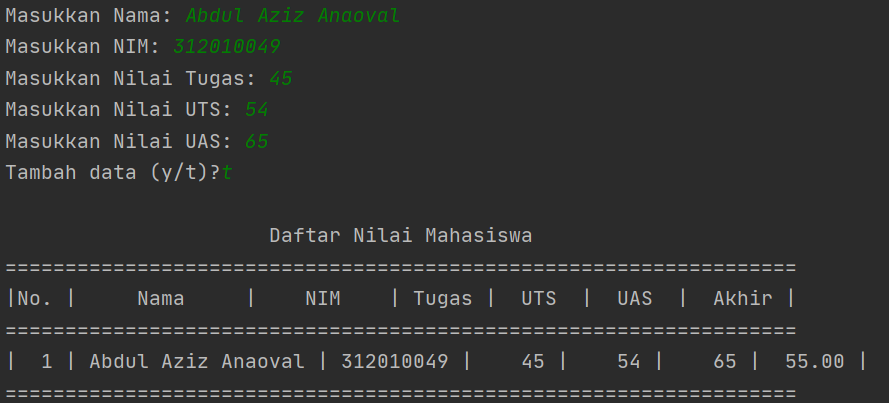 Masukkan Nama: Abdul Aziz Anaoval
Masukkan NIM: 312010049
Masukkan Nilai Tugas: 45
Masukkan Nilai UTS: 54
Masukkan Nilai UAS: 65
Tambah data (y/t)?t
Daftar Nilai Mahasiswa
==================================================================
|No. |     Nama     |    NIM    | Tugas |  UTS  |  UAS  |  Akhir |
==================================================================
|  1 | Abdul Aziz Anaoval | 312010049 |    45 |    54 |    65 |  55.00 |
==================================================================